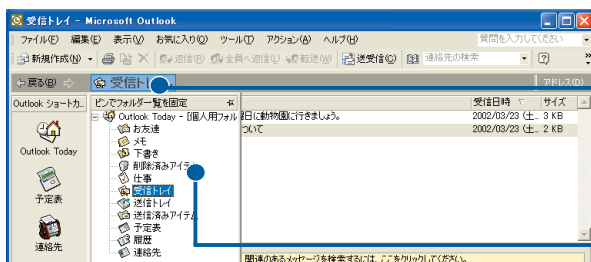 受信トレイ - Microsoft Outlook
ファイル(F) 編集(E) 表示(V) お気に入り(O) ツール(T) アクション(A) ヘルプ(H) 質問を入力してください
新規作成(N) 返信(R) 全員へ返信(L) 転送(W) 送受信(C) 連絡先の検索
戻る(B) 受信ト アドレス(D)
Outlook ショートカ... ピンでフォルダー覧を固定 受信日時 サイズ
Outlook Today - [個人用フォル 日に動物園に行きましょう。 2002/03/23 (土... 3 KB
お友達 ついて 2002/03/23 (土... 2 KB
メモ
下書き
Outlook Today
削除済みアイテム
仕事
受信トレイ
予定表
送信トレイ
送信済みアイテム
予定表
履歴
連絡先
連絡先
関連のあるメッセージを検索するには、ここをクリックしてください。